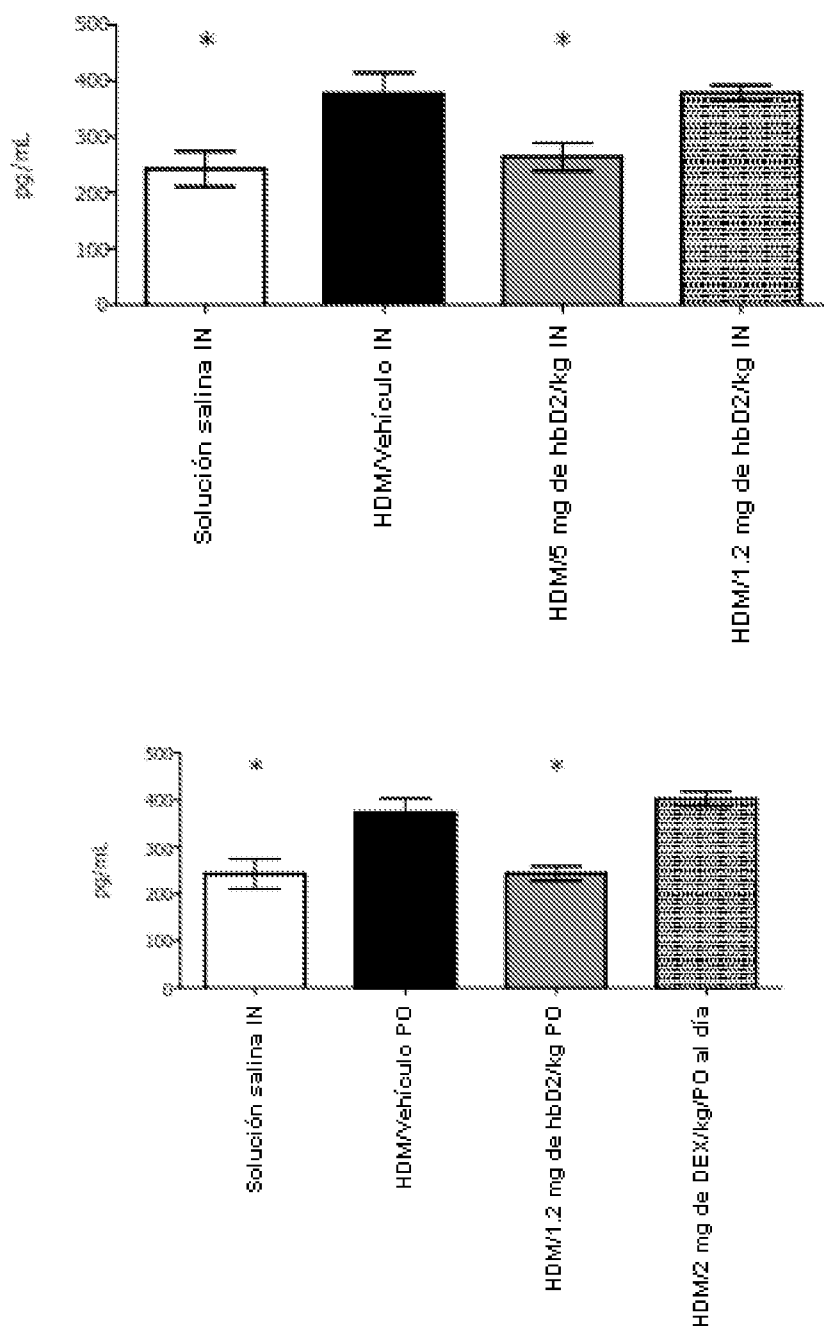 500
400
300
200
100
0
pg/mL
*
*
Solución salina IN
HDM/Vehículo IN
HDM/5 mg de hbD2/kg IN
HDM/1.2 mg de hbD2/kg IN
500
400
300
200
100
0
pg/mL
*
*
Solución salina IN
HDM/Vehículo PO
HDM/1.2 mg de hbD2/kg PO
HDM/2 mg de DEX/kg/PO al día